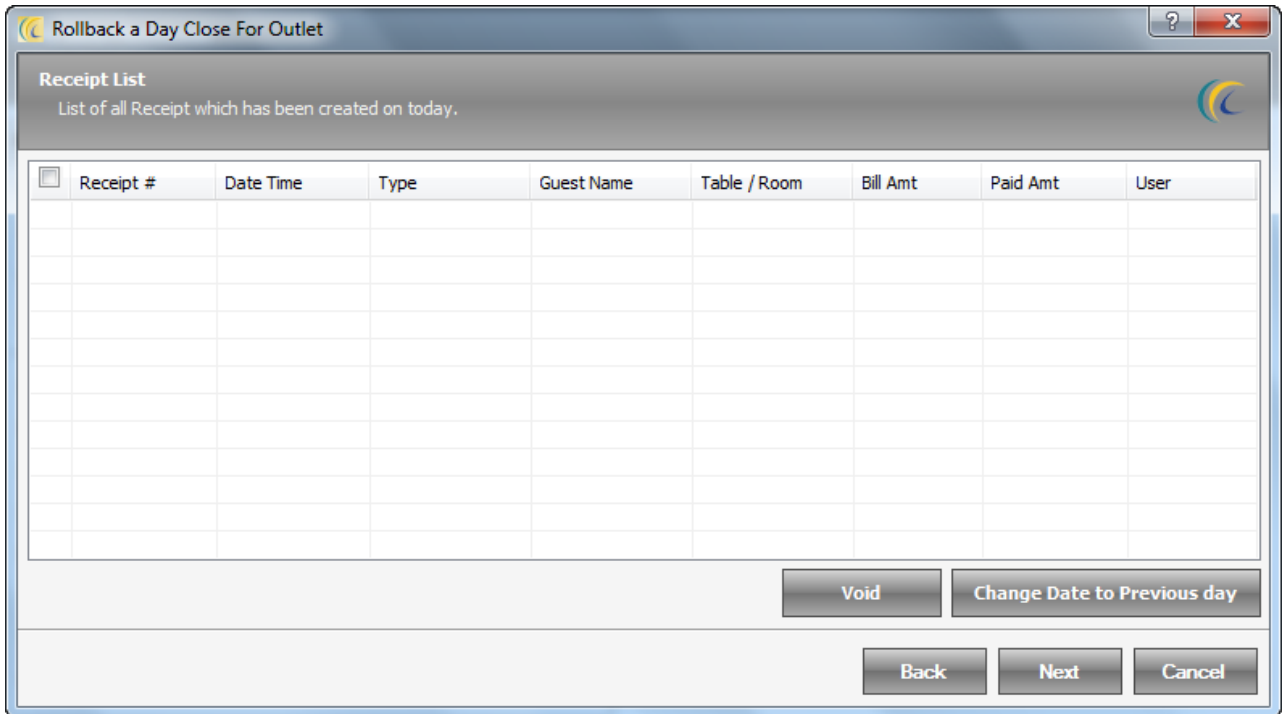 Rollback a Day Close For Outlet
Receipt List
List of all Receipt which has been created on today.
Receipt # Date Time Type Guest Name Table / Room Bill Amt Paid Amt User
Void Change Date to Previous day
Back Next Cancel